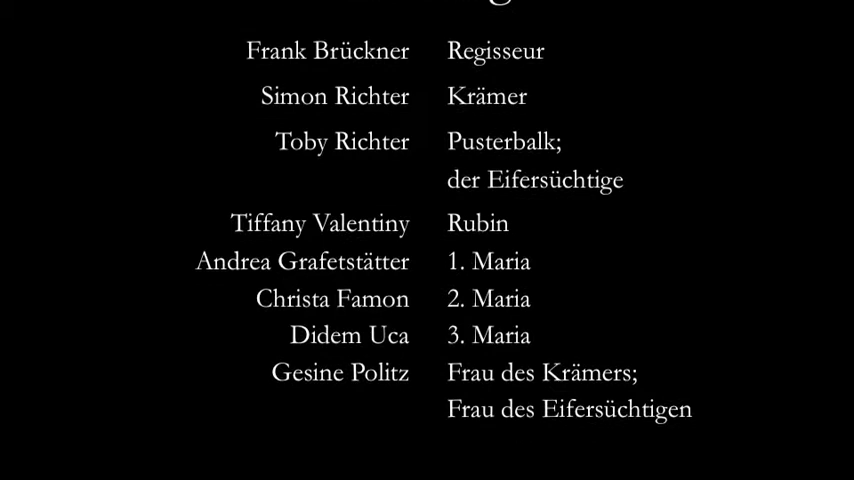 Frank Brückner Regisseur
Simon Richter Krämer
Toby Richter Pusterbalk;
der Eifersüchtige
Tiffany Valentiny Rubin
Andrea Grafetstätter 1. Maria
Christa Famon 2. Maria
Didem Uca 3. Maria
Gesine Politz Frau des Krämers;
Frau des Eifersüchtigen